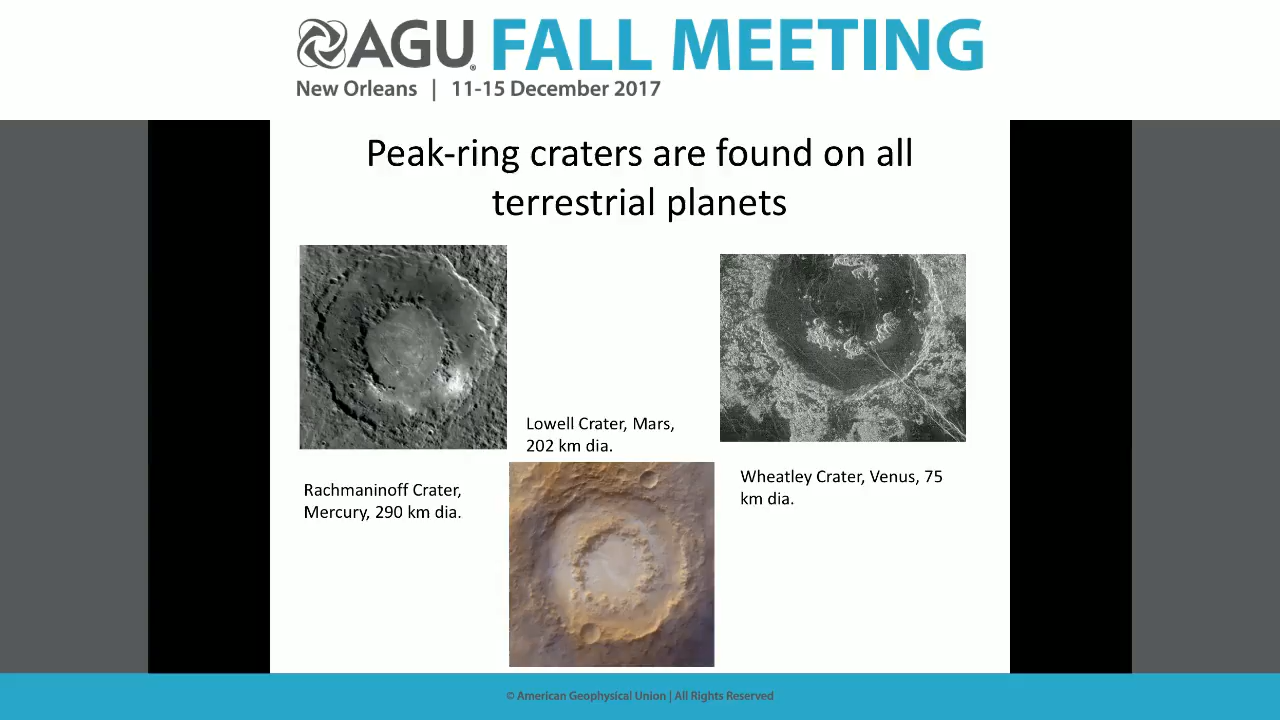 AGU FALL MEETING
New Orleans | 11-15 December 2017
Peak-ring craters are found on all
terrestrial planets
Lowell Crater, Mars,
202 km dia.
Wheatley Crater, Venus, 75
km dia.
Rachmaninoff Crater,
Mercury, 290 km dia.
© American Geophysical Union | All Rights Reserved